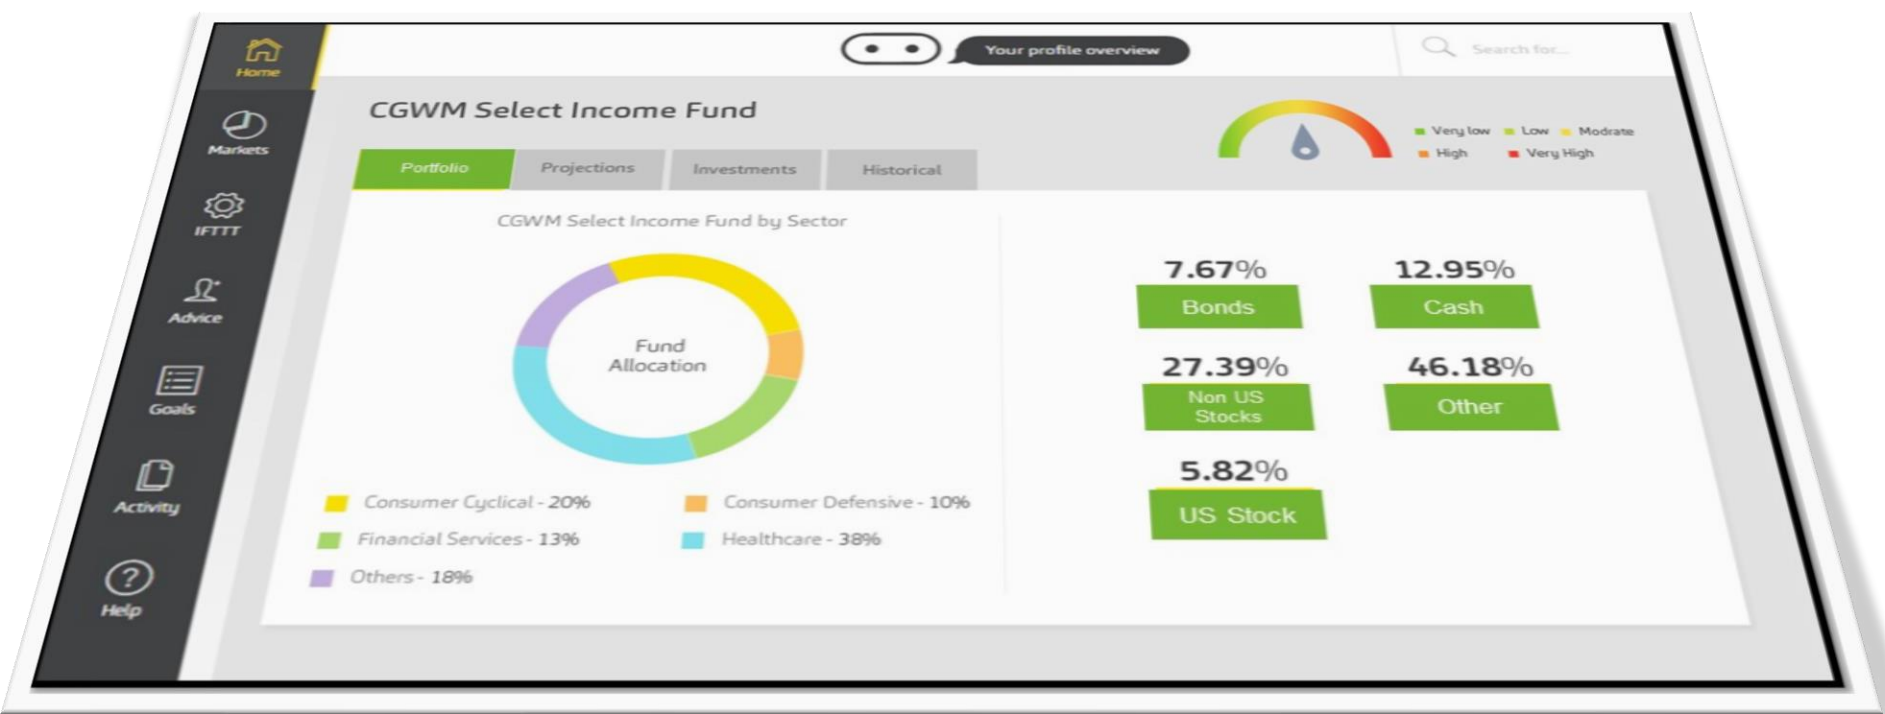 Home
Your profile overview
Search for...
CGWM Select Income Fund
Very low
Low
Modrate
High
Very High
Markets
Portfolio
Projections
Investments
Historical
IFTTT
CGWM Select Income Fund by Sector
7.67%
Bonds
12.95%
Cash
Advice
Fund
Allocation
27.39%
Non US
Stocks
46.18%
Other
Goals
5.82%
US Stock
Activity
Consumer Cyclical - 20%
Consumer Defensive - 10%
Financial Services - 13%
Healthcare - 38%
Others - 18%
?
Help